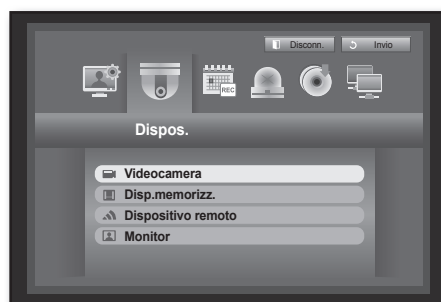 Disconn. Invio
REC
Dispos.
Videocamera
Disp.memorizz.
Dispositivo remoto
Monitor